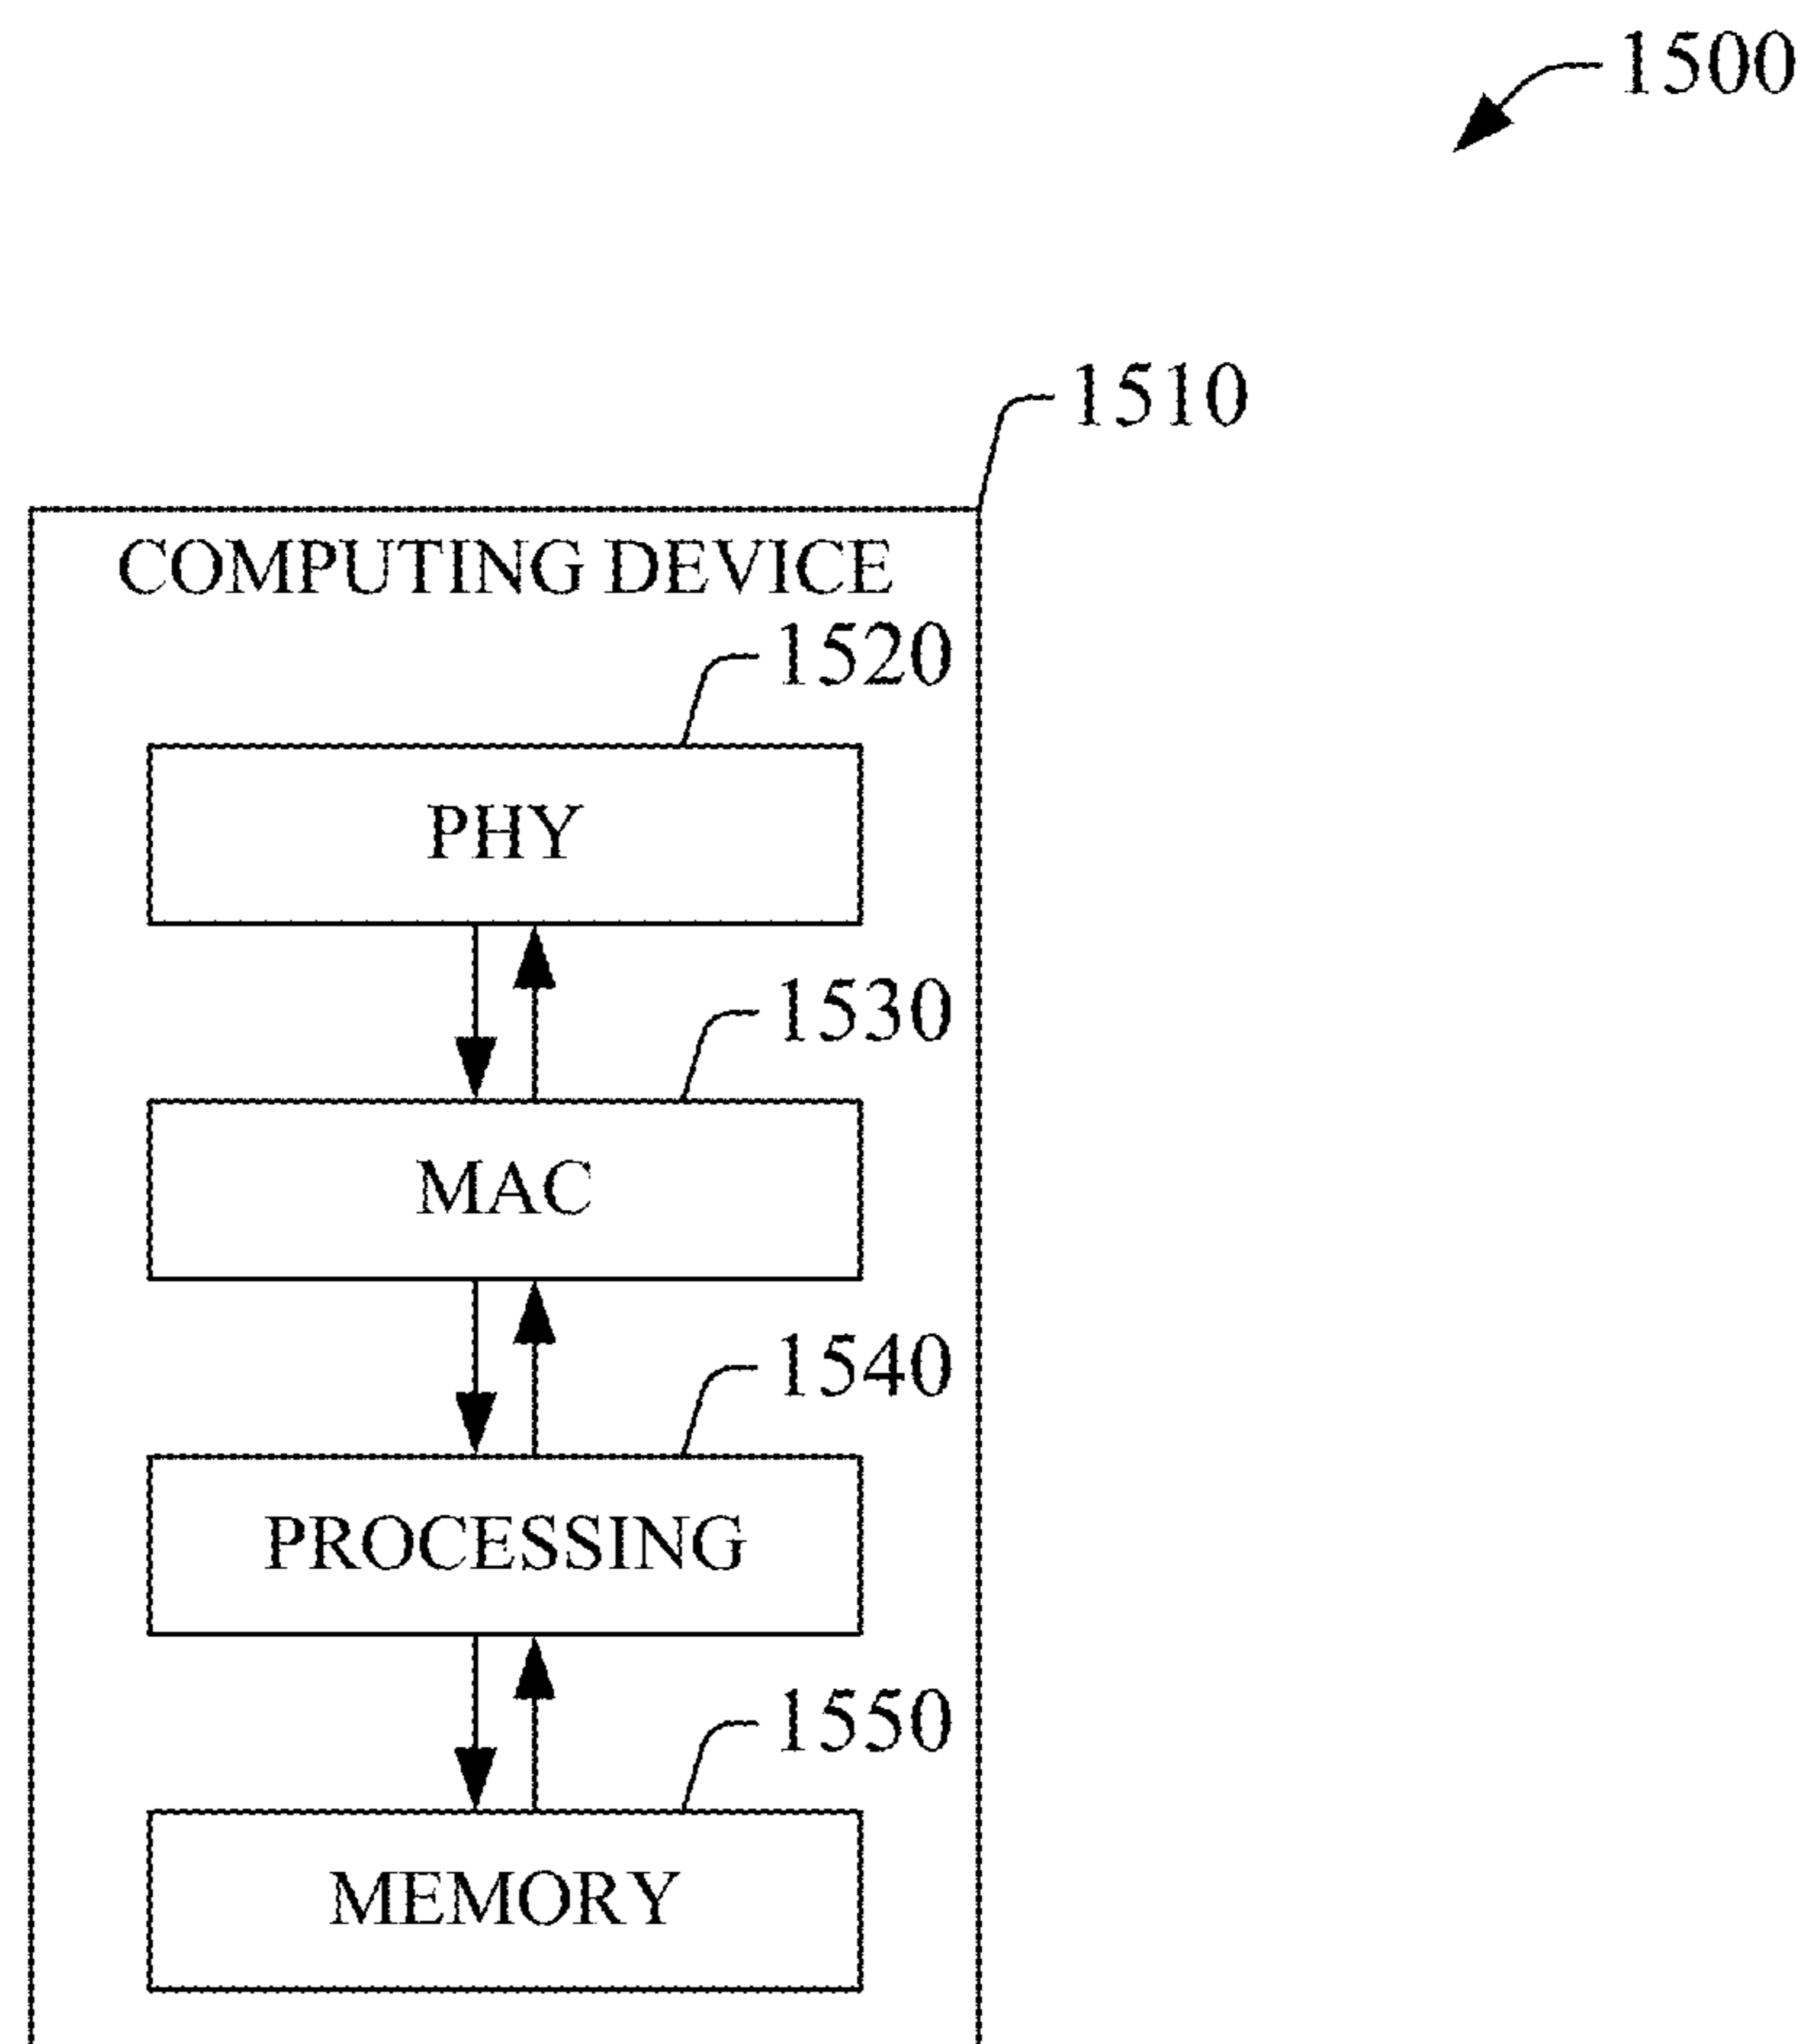 1500
1510
COMPUTING DEVICE
1520
PHY
1530
MAC
1540
PROCESSING
1550
MEMORY